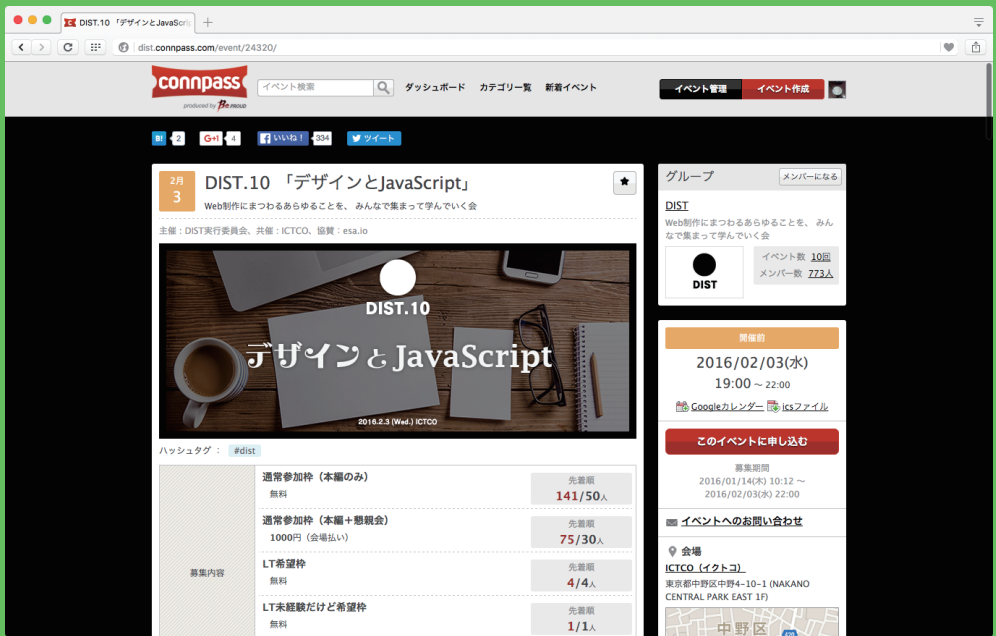 DIST.10 「デザインとJavaScri
dist.connpass.com/event/24320/
connpass
produced by BePROUD
イベント検索
ダッシュボード カテゴリ一覧 新着イベント
イベント管理 イベント作成
B! 2 G+1 4 いいね！ 334 ツイート
2月
3
DIST.10 「デザインとJavaScript」
Web制作にまつわるあらゆることを、 みんなで集まって学んでいく会
主催 : DIST実行委員会、共催 : ICTCO、協賛 : esa.io
DIST.10
デザインとJavaScript
2016.2.3 (Wed.) ICTCO
ハッシュタグ ： #dist
募集内容
通常参加枠（本編のみ）
無料
先着順
141/50人
通常参加枠（本編＋懇親会）
1000円（会場払い）
先着順
75/30人
LT希望枠
無料
先着順
4/4人
LT未経験だけど希望枠
無料
先着順
1/1人
グループ
メンバーになる
DIST
Web制作にまつわるあらゆることを、 みん
なで集まって学んでいく会
DIST
イベント数 10回
メンバー数 773人
開催前
2016/02/03(水)
19:00 ～ 22:00
Googleカレンダー icsファイル
このイベントに申し込む
募集期間
2016/01/14(木) 10:12 ～
2016/02/03(水) 22:00
イベントへのお問い合わせ
会場
ICTCO（イクトコ）
東京都中野区中野4-10-1 (NAKANO
CENTRAL PARK EAST 1F)
中野区
420